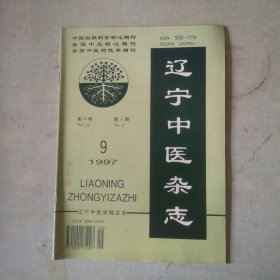 中国自然科学核心期刊
全国中文核心期刊
全国中医药优秀期刊
ISSN 1000-1719
CODEN LZZAEJ
第24卷 第9期
Vol.24 No.9
9
1997
LIAONING
ZHONGYIZAZHI
辽宁中医学院主办
ISSN 1000-1719
辽宁中医杂志